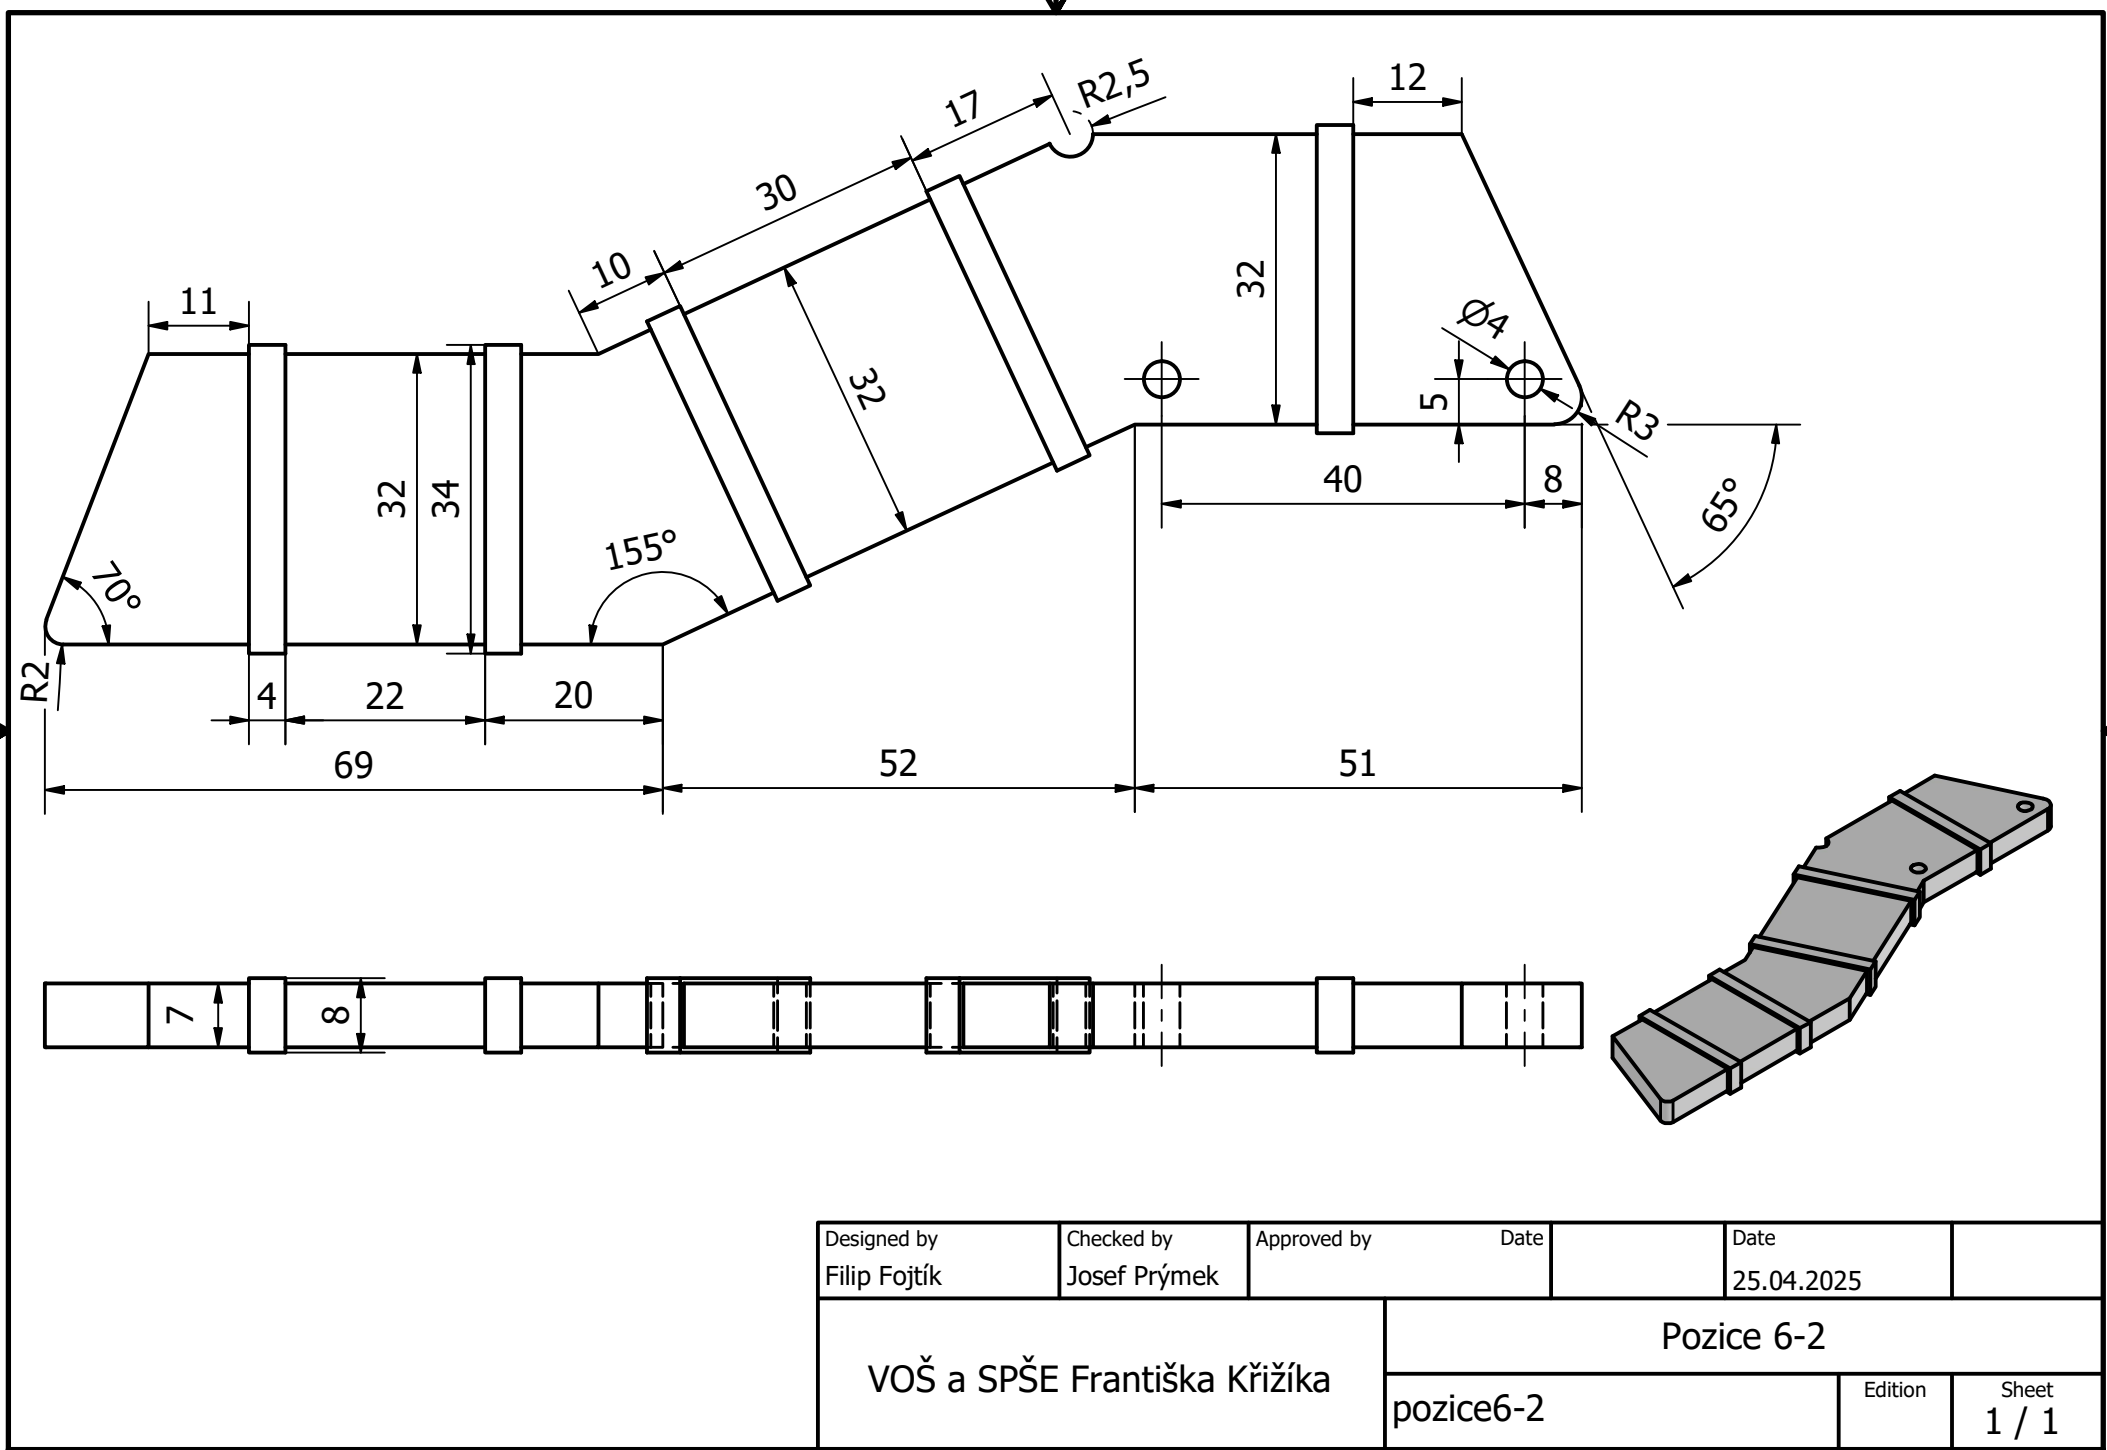 12
R2,5
17
30
10
11
32
32
Ø4
5
R3
32
34
40
8
65°
155°
70°
R2
4
22
20
69
52
51
7
8
Designed by
Checked by
Approved by
Date
Date
Filip Fojtík
Josef Prýmek
25.04.2025
VOŠ a SPŠE Františka Křižíka
Pozice 6-2
pozice6-2
Edition
Sheet
1 / 1